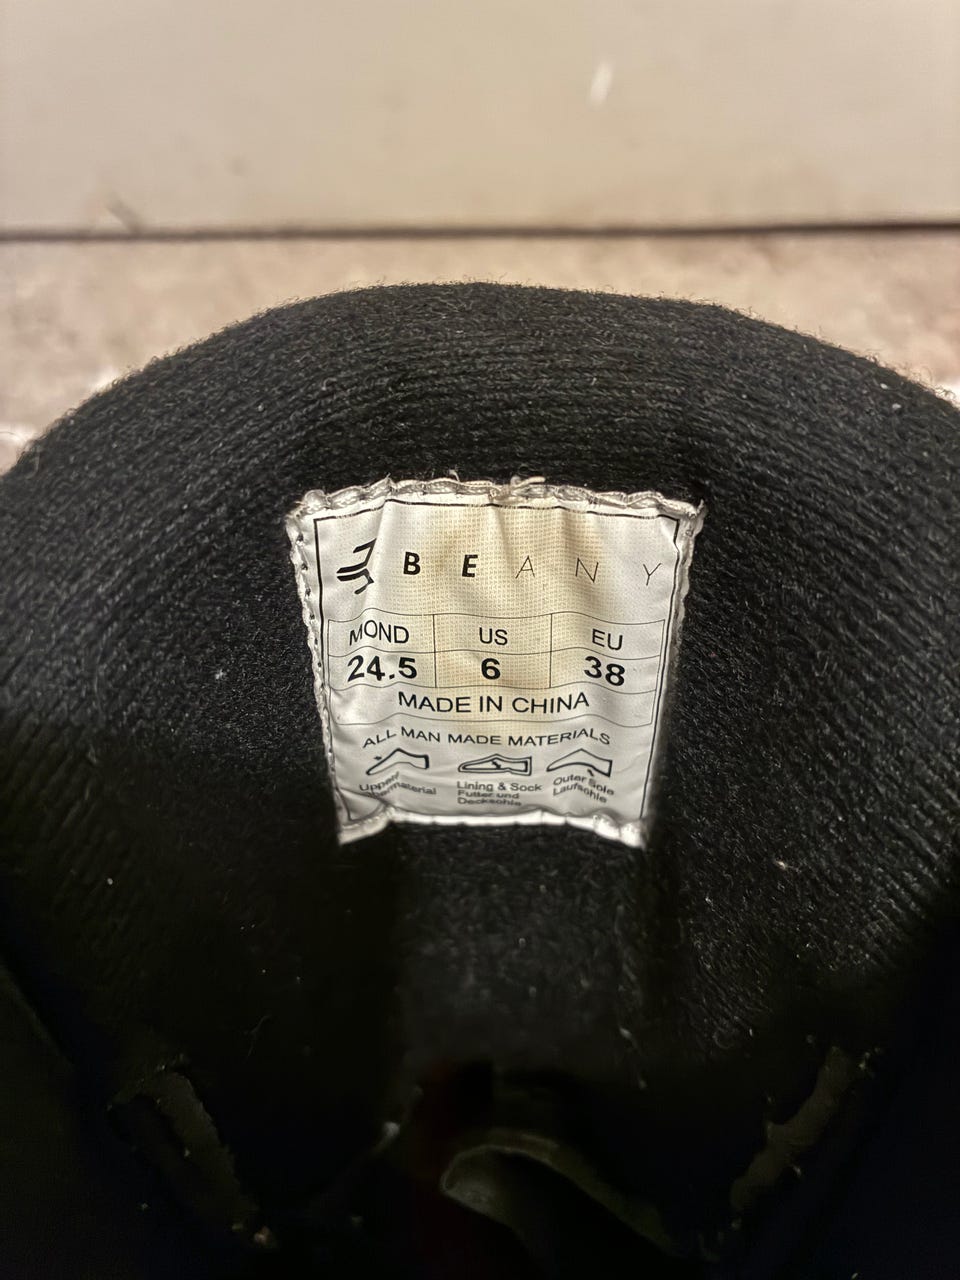 BEANY
MOND US EU
24.5 6 38
MADE IN CHINA
ALL MAN MADE MATERIALS
Upper/ Lining & Sock Outer Sole
Futter und Laufsohle
Decksohle